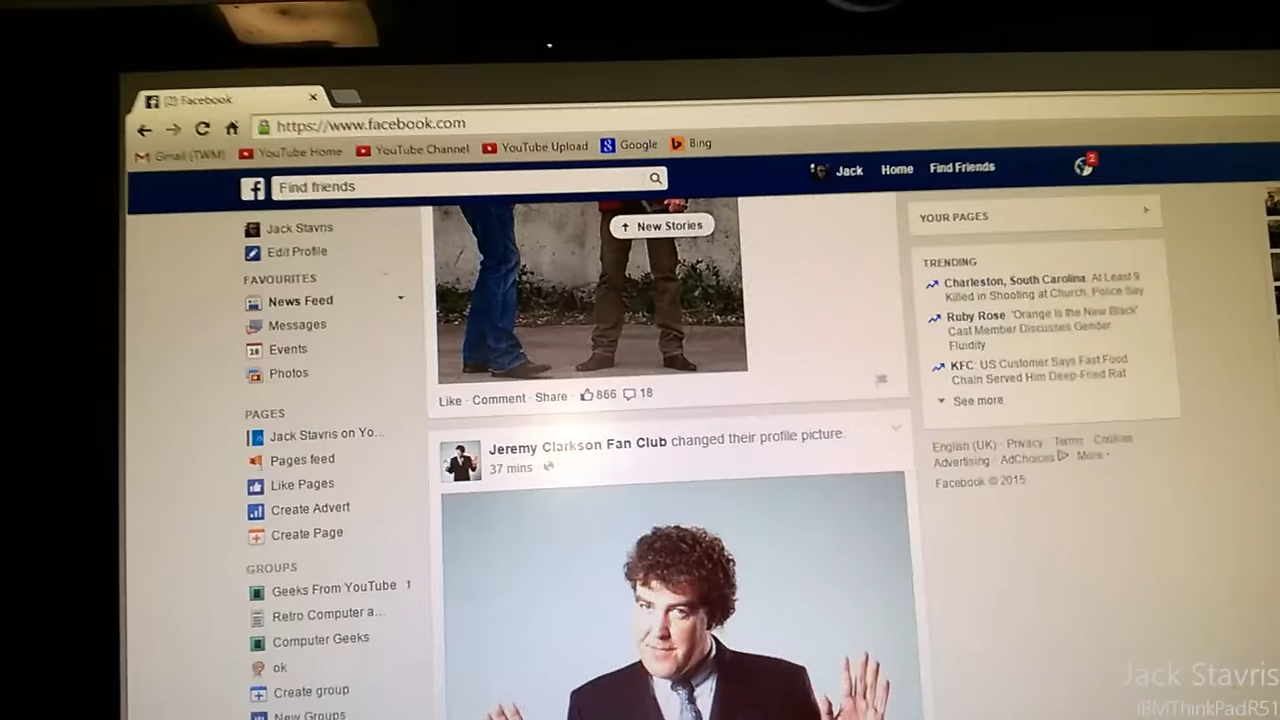 (2) Facebook
https://www.facebook.com
Gmail (TWM)
YouTube Home
YouTube Channel
YouTube Upload
Google
Bing
Find friends
Jack
Home
Find Friends
2
Jack Stavris
Edit Profile
FAVOURITES
News Feed
Messages
Events
Photos
PAGES
Jack Stavris on Yo...
Pages feed
Like Pages
Create Advert
Create Page
GROUPS
Geeks From YouTube 1
Retro Computer a...
Computer Geeks
ok
Create group
New Groups
New Stories
Like · Comment · Share · 866 18
Jeremy Clarkson Fan Club changed their profile picture.
37 mins
YOUR PAGES
TRENDING
Charleston, South Carolina: At Least 9
Killed in Shooting at Church, Police Say
Ruby Rose: 'Orange Is the New Black'
Cast Member Discusses Gender
Fluidity
KFC: US Customer Says Fast Food
Chain Served Him Deep-Fried Rat
See more
English (UK) · Privacy · Terms · Cookies
Advertising · AdChoices · More
Facebook © 2015
Jack Stavris
iBMThinkPadR51